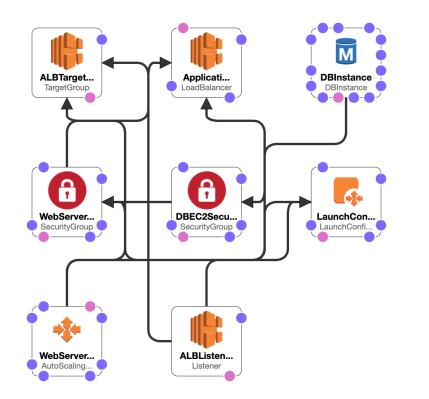 ALBTarget...
TargetGroup
Applicati...
LoadBalancer
M
DBInstance
DBInstance
WebServer...
SecurityGroup
DBEC2Secu...
SecurityGroup
LaunchCon...
LaunchConfi...
WebServer...
AutoScaling...
ALBListen...
Listener